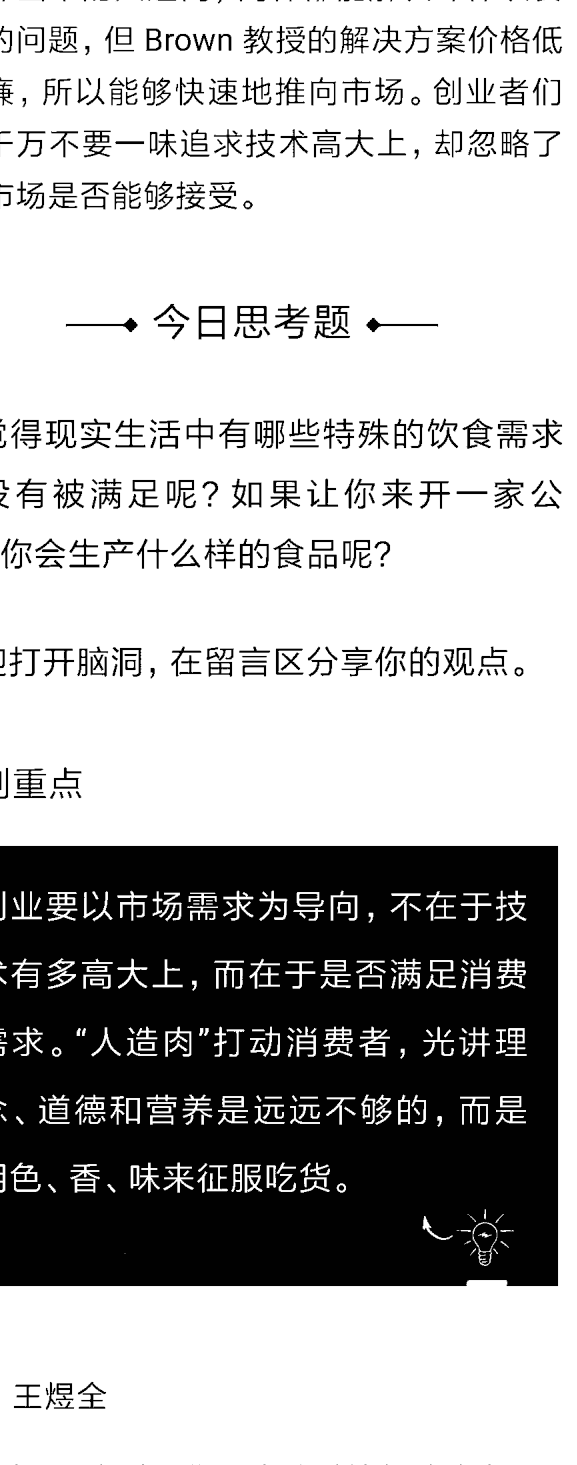 的问题，但 Brown 教授的解决方案价格低
廉，所以能够快速地推向市场。创业者们
千万不要一味追求技术高大上，却忽略了
市场是否能够接受。
今日思考题
觉得现实生活中有哪些特殊的饮食需求
没有被满足呢？如果让你来开一家公
你会生产什么样的食品呢？
迎打开脑洞，在留言区分享你的观点。
划重点
创业要以市场需求为导向，不在于技
术有多高大上，而在于是否满足消费
需求。“人造肉”打动消费者，光讲理
念、道德和营养是远远不够的，而是
用色、香、味来征服吃货。
王煜全